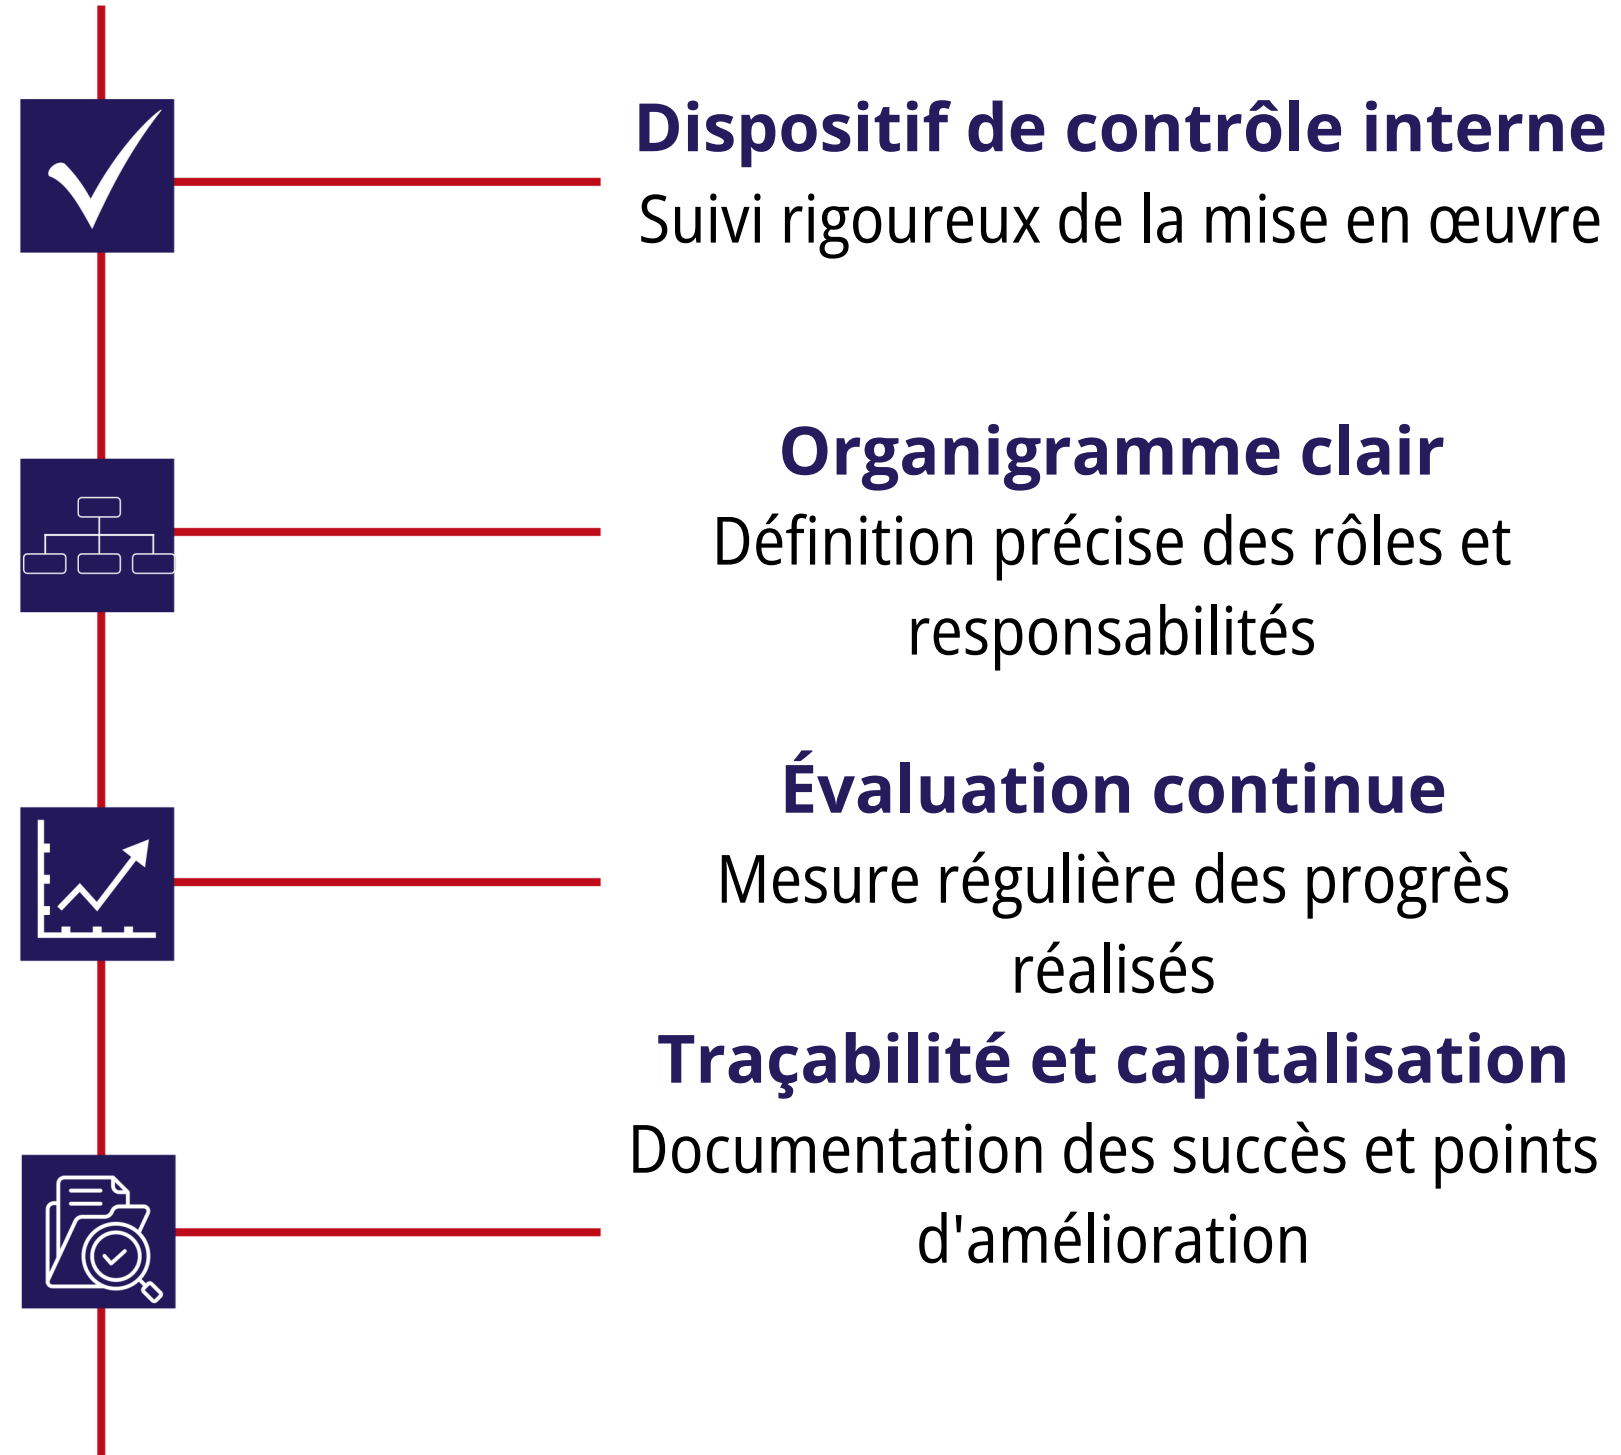 Dispositif de contrôle interne
Suivi rigoureux de la mise en œuvre
Organigramme clair
Définition précise des rôles et
responsabilités
Évaluation continue
Mesure régulière des progrès
réalisés
Traçabilité et capitalisation
Documentation des succès et points
d'amélioration